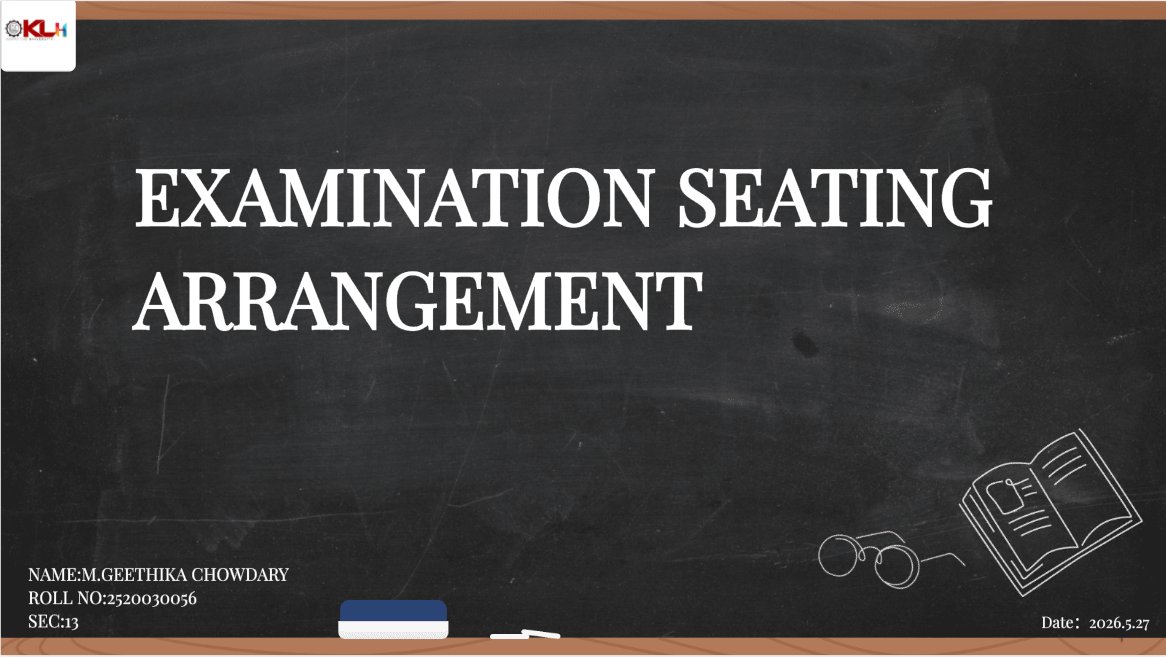 KLH
EXAMINATION SEATING
ARRANGEMENT
NAME:M.GEETHIKA CHOWDARY
ROLL NO:2520030056
SEC:13
Date：2026.5.27